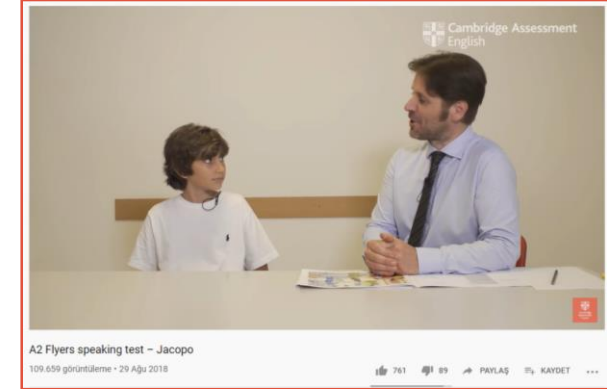 Cambridge Assessment
English
A2 Flyers speaking test – Jacopo
109.659 görüntüleme • 29 Ağu 2018
761 89 PAYLAŞ KAYDET ...